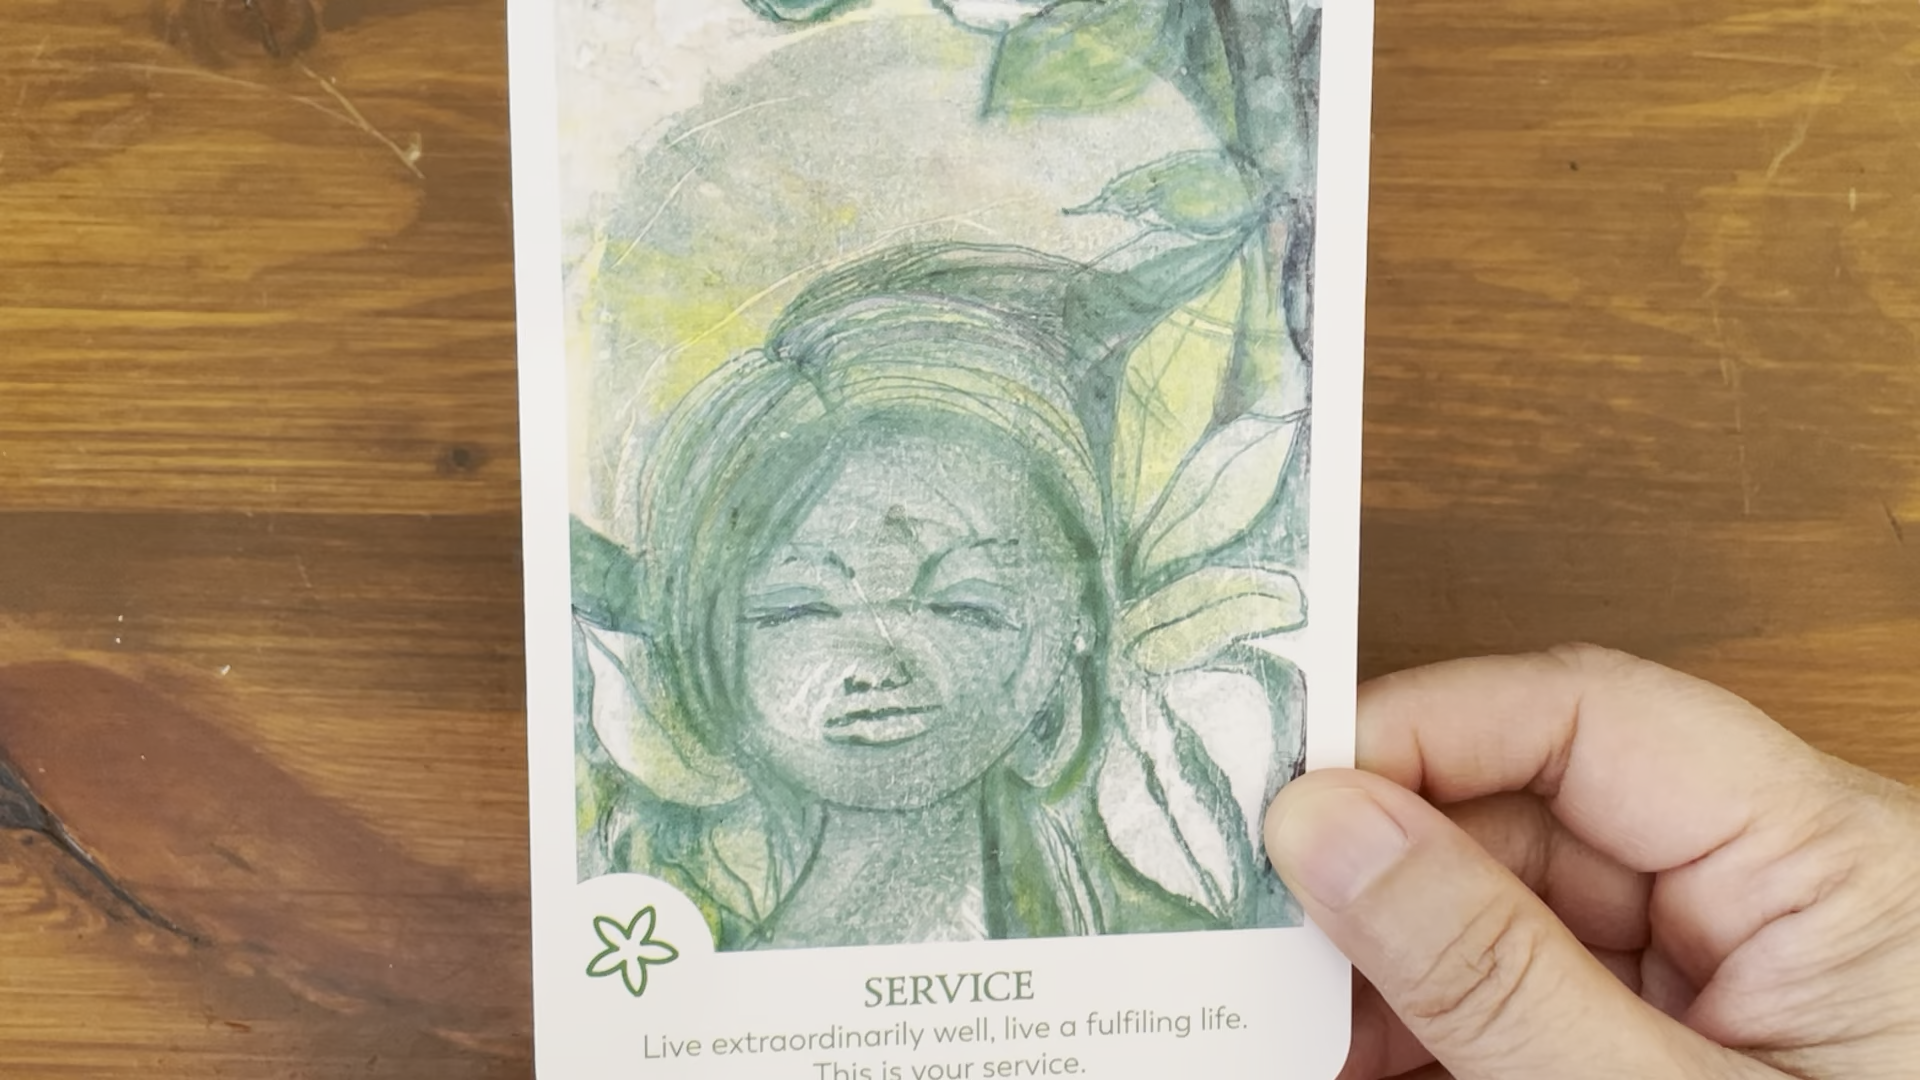 SERVICE
Live extraordinarily well, live a fulfiling life.
This is your service.